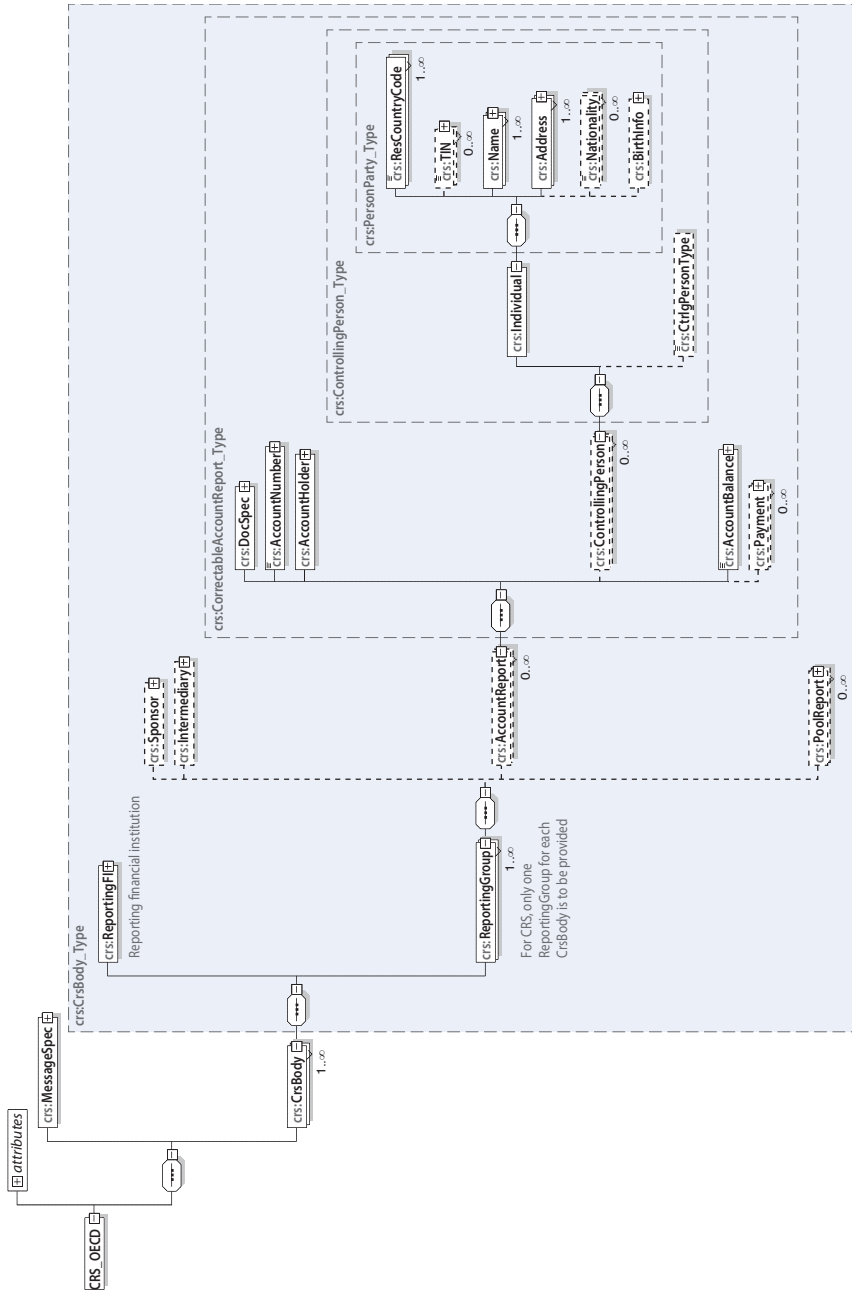 CRS_OECD
attributes
crs:MessageSpec
crs:CrsBody
1..∞
crs:CrsBody_Type
crs:ReportingFI
Reporting financial institution
crs:ReportingGroup
1..∞
For CRS, only one
ReportingGroup for each
CrsBody is to be provided
crs:Sponsor
crs:Intermediary
crs:AccountReport
0..∞
crs:PoolReport
0..∞
crs:CorrectableAccountReport_Type
crs:DocSpec
crs:AccountNumber
crs:AccountHolder
crs:ControllingPerson
0..∞
crs:AccountBalance
crs:Payment
0..∞
crs:ControllingPerson_Type
crs:Individual
crs:CtrlgPersonType
crs:PersonParty_Type
crs:ResCountryCode
1..∞
crs:TIN
0..∞
crs:Name
1..∞
crs:Address
1..∞
crs:Nationality
0..∞
crs:BirthInfo